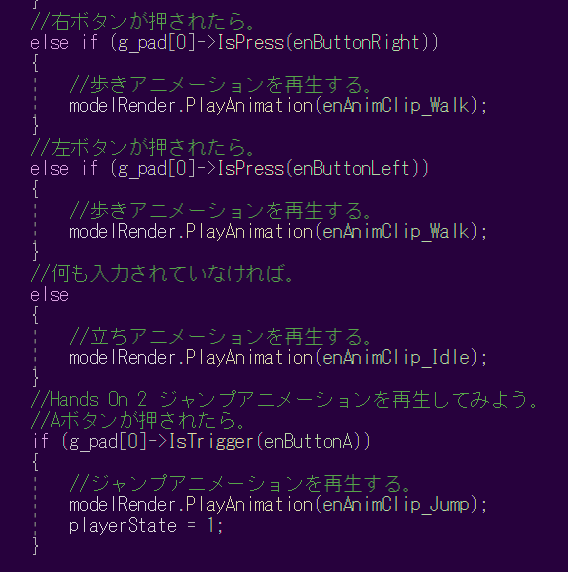 }
//右ボタンが押されたら。
else if (g_pad[0]->IsPress(enButtonRight))
{
//歩きアニメーションを再生する。
modelRender.PlayAnimation(enAnimClip_Walk);
}
//左ボタンが押されたら。
else if (g_pad[0]->IsPress(enButtonLeft))
{
//歩きアニメーションを再生する。
modelRender.PlayAnimation(enAnimClip_Walk);
}
//何も入力されていなければ。
else
{
//立ちアニメーションを再生する。
modelRender.PlayAnimation(enAnimClip_Idle);
}
//Hands On 2 ジャンプアニメーションを再生してみよう。
//Aボタンが押されたら。
if (g_pad[0]->IsTrigger(enButtonA))
{
//ジャンプアニメーションを再生する。
modelRender.PlayAnimation(enAnimClip_Jump);
playerState = 1;
}